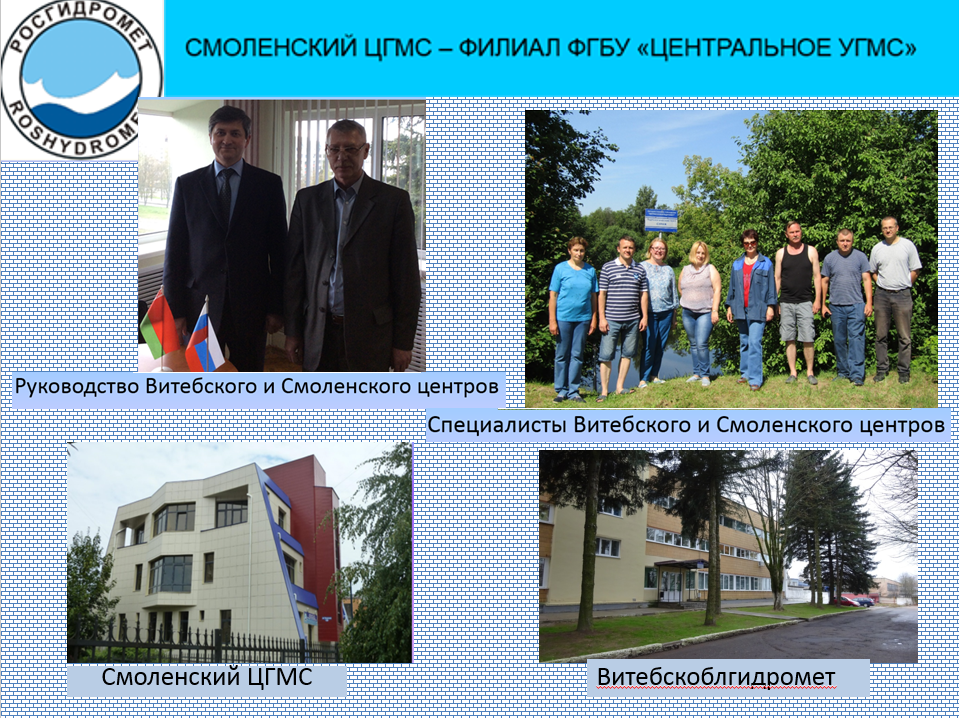 РОСГИДРОМЕТ
ROSHYDROMET
СМОЛЕНСКИЙ ЦГМС – ФИЛИАЛ ФГБУ «ЦЕНТРАЛЬНОЕ УГМС»
Руководство Витебского и Смоленского центров
Специалисты Витебского и Смоленского центров
Смоленский ЦГМС
Витебскоблгидромет